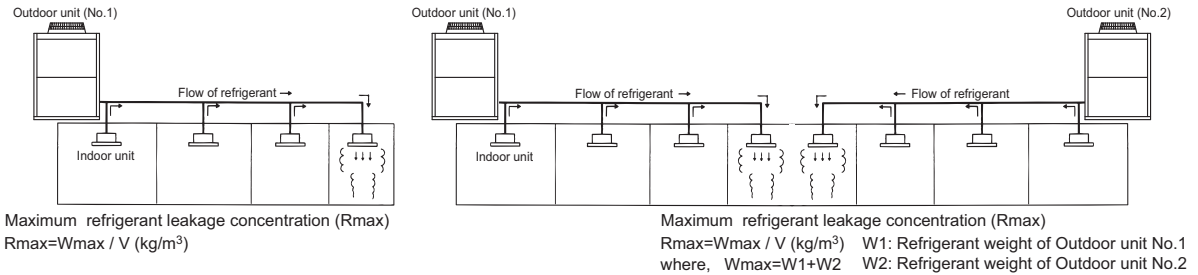 Outdoor unit (No.1)
Flow of refrigerant →
Indoor unit
Maximum refrigerant leakage concentration (Rmax)
Rmax=Wmax / V (kg/m³)
Outdoor unit (No.1)
Outdoor unit (No.2)
Flow of refrigerant →
← Flow of refrigerant
Indoor unit
Maximum refrigerant leakage concentration (Rmax)
Rmax=Wmax / V (kg/m³) W1: Refrigerant weight of Outdoor unit No.1
where, Wmax=W1+W2 W2: Refrigerant weight of Outdoor unit No.2